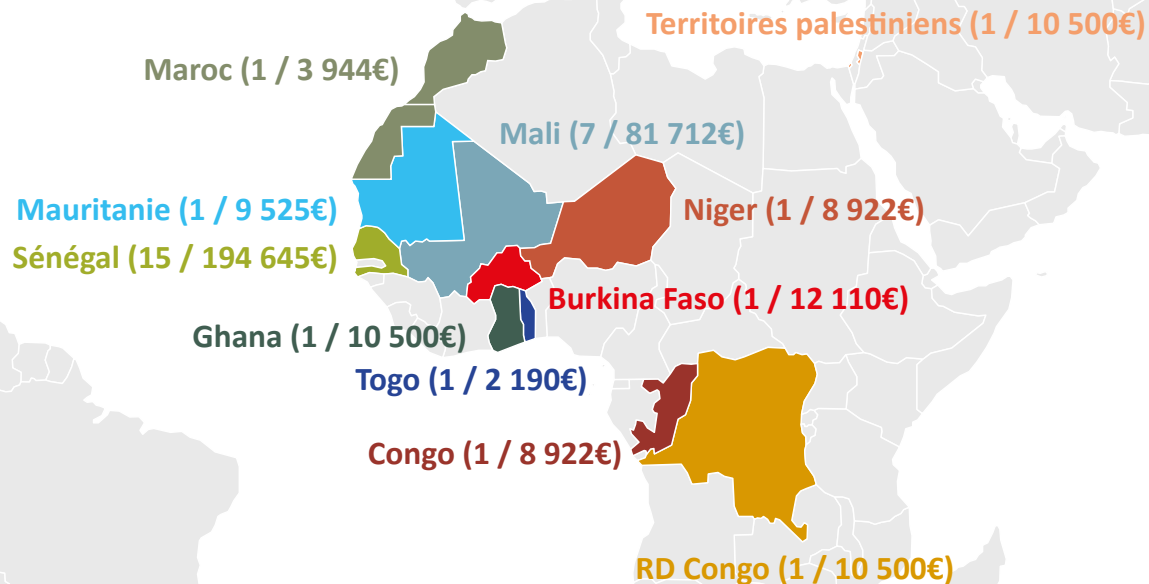 Territoires palestiniens (1 / 10 500€)
Maroc (1 / 3 944€)
Mali (7 / 81 712€)
Mauritanie (1 / 9 525€)
Niger (1 / 8 922€)
Sénégal (15 / 194 645€)
Burkina Faso (1 / 12 110€)
Ghana (1 / 10 500€)
Togo (1 / 2 190€)
Congo (1 / 8 922€)
RD Congo (1 / 10 500€)